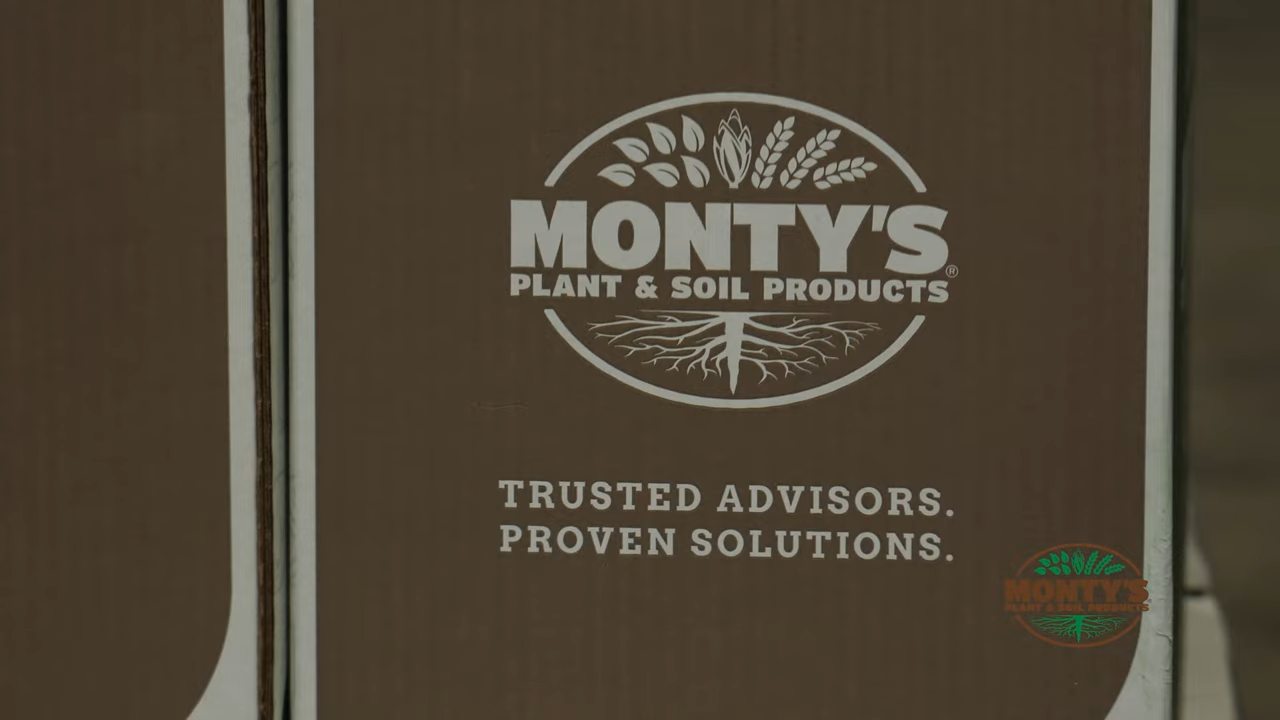 MONTY'S®
PLANT & SOIL PRODUCTS
TRUSTED ADVISORS.
PROVEN SOLUTIONS.
MONTY'S
PLANT & SOIL PRODUCTS